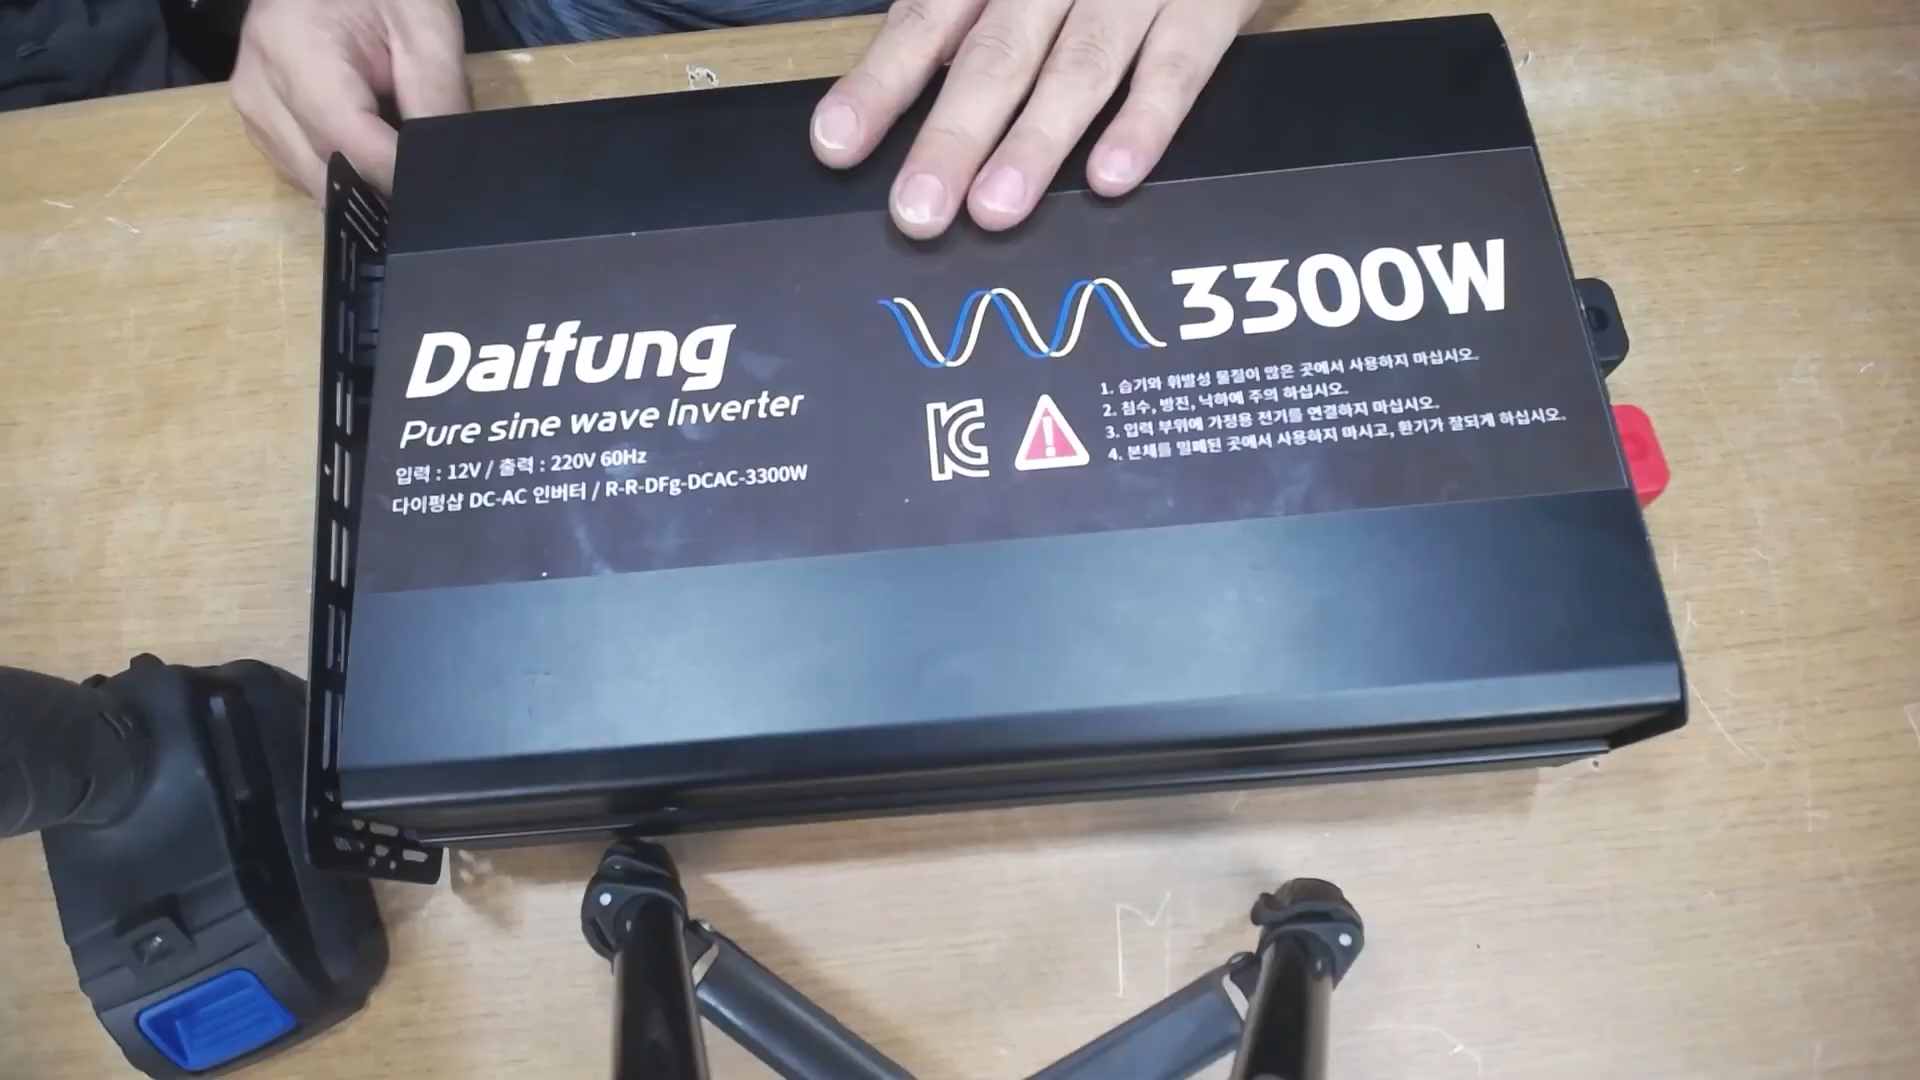 Daifung
Pure sine wave Inverter
입력 : 12V / 출력 : 220V 60Hz
다이펑샵 DC-AC 인버터 / R-R-DFg-DCAC-3300W
3300W
1. 습기와 휘발성 물질이 많은 곳에서 사용하지 마십시오.
2. 침수, 방진, 낙하에 주의 하십시오.
3. 입력 부위에 가정용 전기를 연결하지 마십시오.
4. 본체를 밀폐된 곳에서 사용하지 마시고, 환기가 잘되게 하십시오.